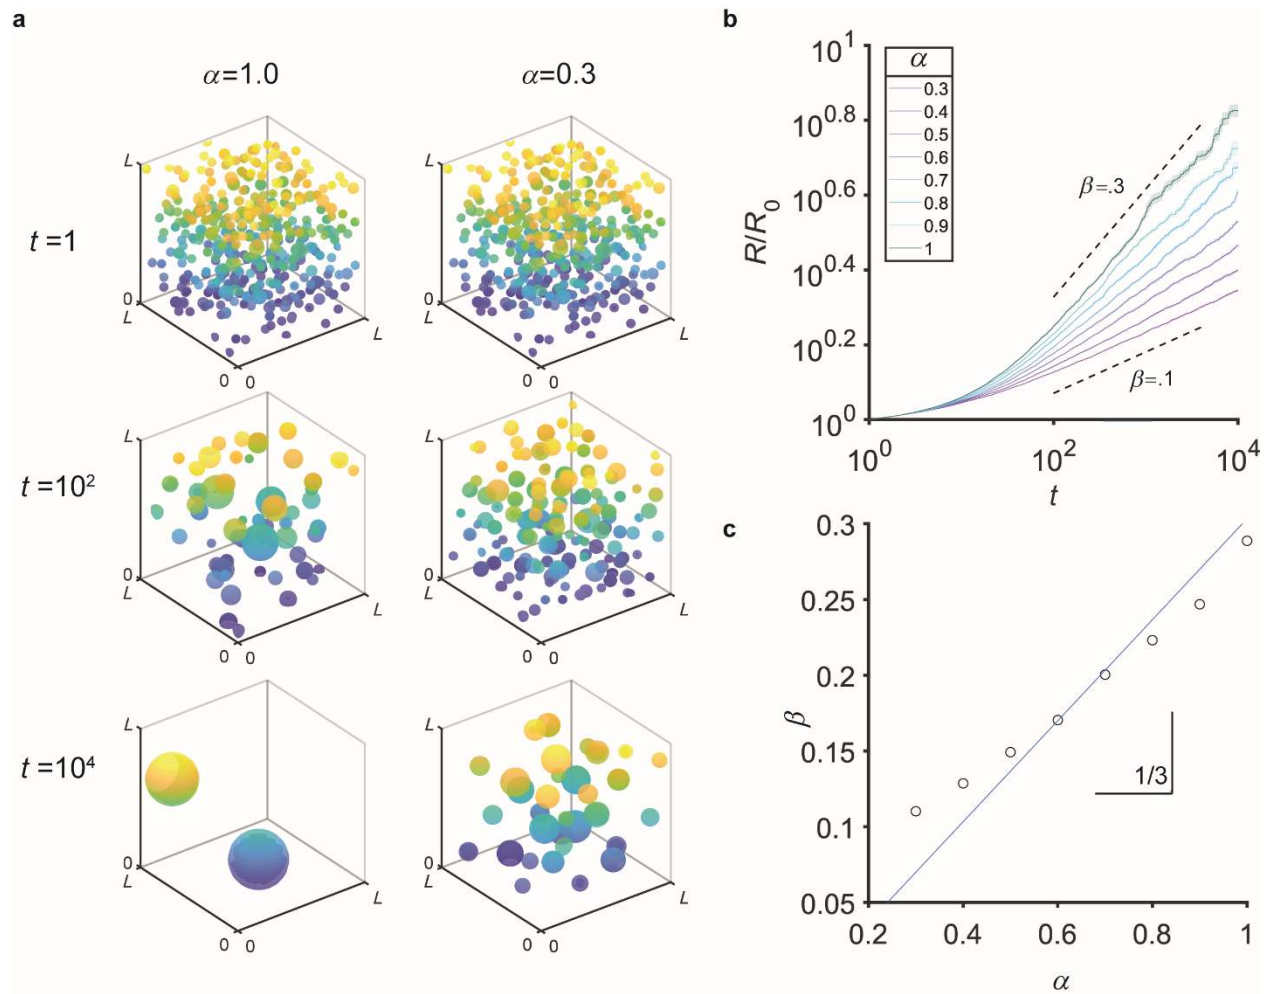 a
α=1.0
α=0.3
t =1
L
0
L
0 0
L
L
0
L
0 0
L
t =10²
L
0
L
0 0
L
L
0
L
0 0
L
t =10⁴
L
0
L
0 0
L
L
0
L
0 0
L
b
R/R₀
10¹
10^0.8
10^0.6
10^0.4
10^0.2
10⁰
α
0.3
0.4
0.5
0.6
0.7
0.8
0.9
1
β=.3
β=.1
10⁰ 10² 10⁴
t
c
β
0.3
0.25
0.2
0.15
0.1
0.05
1/3
0.2 0.4 0.6 0.8 1
α